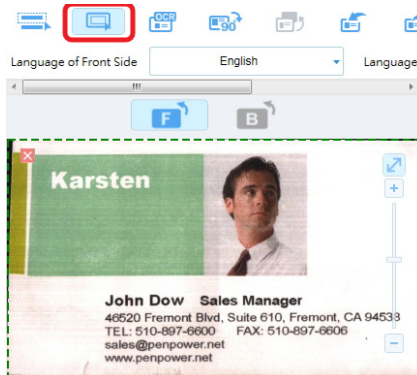 OCR
90°
Language of Front Side
English
Language
F
B
Karsten
John Dow Sales Manager
46520 Fremont Blvd, Suite 610, Fremont, CA 94538
TEL: 510-897-6600 FAX: 510-897-6606
sales@penpower.net
www.penpower.net